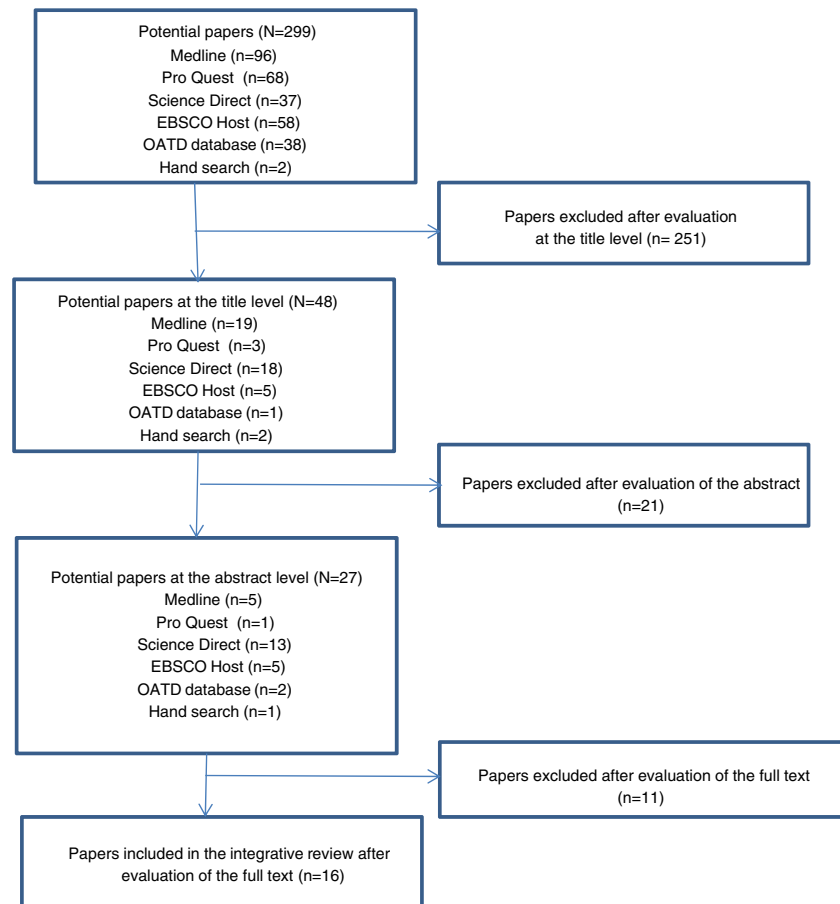 Potential papers (N=299)
Medline (n=96)
Pro Quest (n=68)
Science Direct (n=37)
EBSCO Host (n=58)
OATD database (n=38)
Hand search (n=2)
Papers excluded after evaluation
at the title level (n= 251)
Potential papers at the title level (N=48)
Medline (n=19)
Pro Quest (n=3)
Science Direct (n=18)
EBSCO Host (n=5)
OATD database (n=1)
Hand search (n=2)
Papers excluded after evaluation of the abstract
(n=21)
Potential papers at the abstract level (N=27)
Medline (n=5)
Pro Quest (n=1)
Science Direct (n=13)
EBSCO Host (n=5)
OATD database (n=2)
Hand search (n=1)
Papers excluded after evaluation of the full text
(n=11)
Papers included in the integrative review after
evaluation of the full text (n=16)